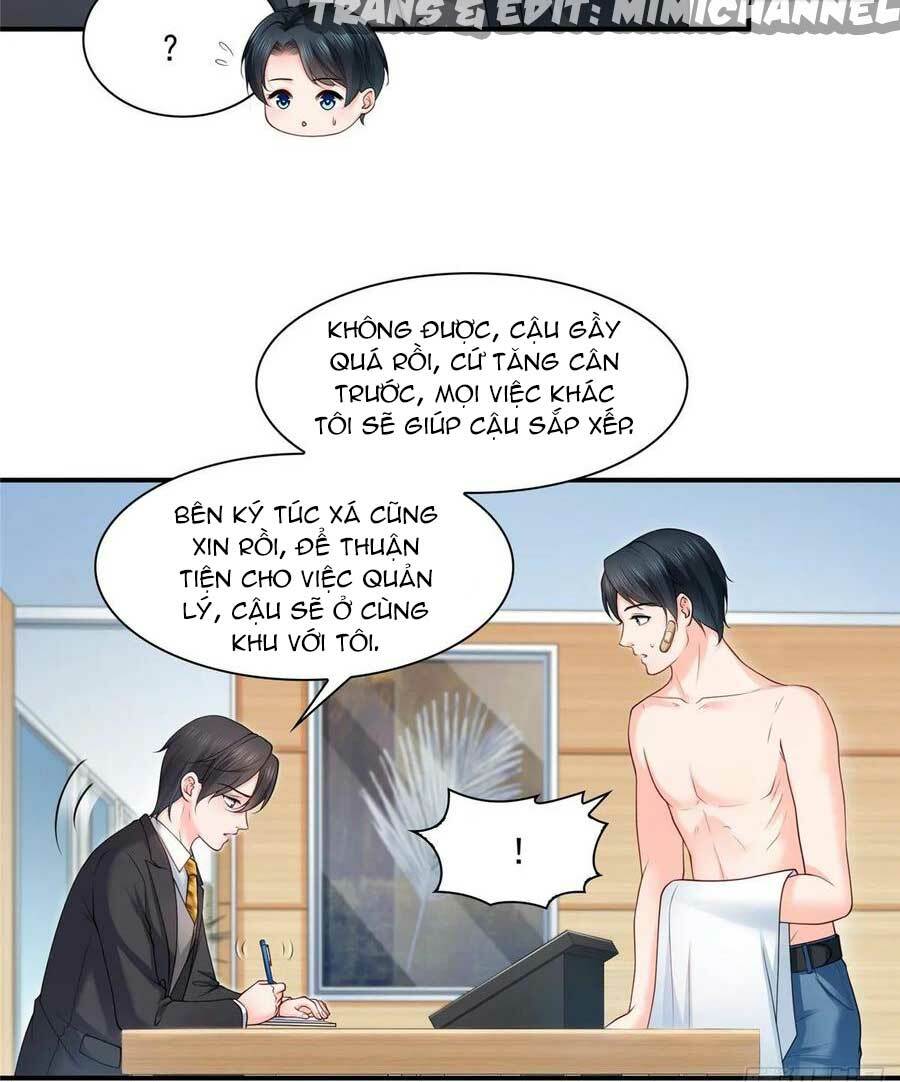 TRANS & EDIT: MIMICHANNEL
?
KHÔNG ĐƯỢC, CẬU GẦY
QUÁ RỒI, CỨ TĂNG CÂN
TRƯỚC, MỌI VIỆC KHÁC
TÔI SẼ GIÚP CẬU SẮP XẾP.
BÊN KÝ TÚC XÁ CŨNG
XIN RỒI, ĐỂ THUẬN
TIỆN CHO VIỆC QUẢN
LÝ, CẬU SẼ Ở CÙNG
KHU VỚI TÔI.
!